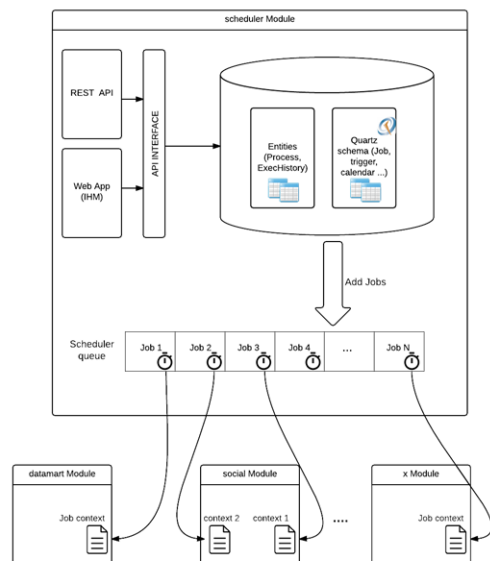 scheduler Module
REST API
Web App
(IHM)
API INTERFACE
Entities
(Process,
ExecHistory)
Quartz
schema (Job,
trigger,
calendar ...)
Add Jobs
Scheduler
queue
Job 1
Job 2
Job 3
Job 4
...
Job N
datamart Module
Job context
social Module
context 2
context 1
....
x Module
Job context